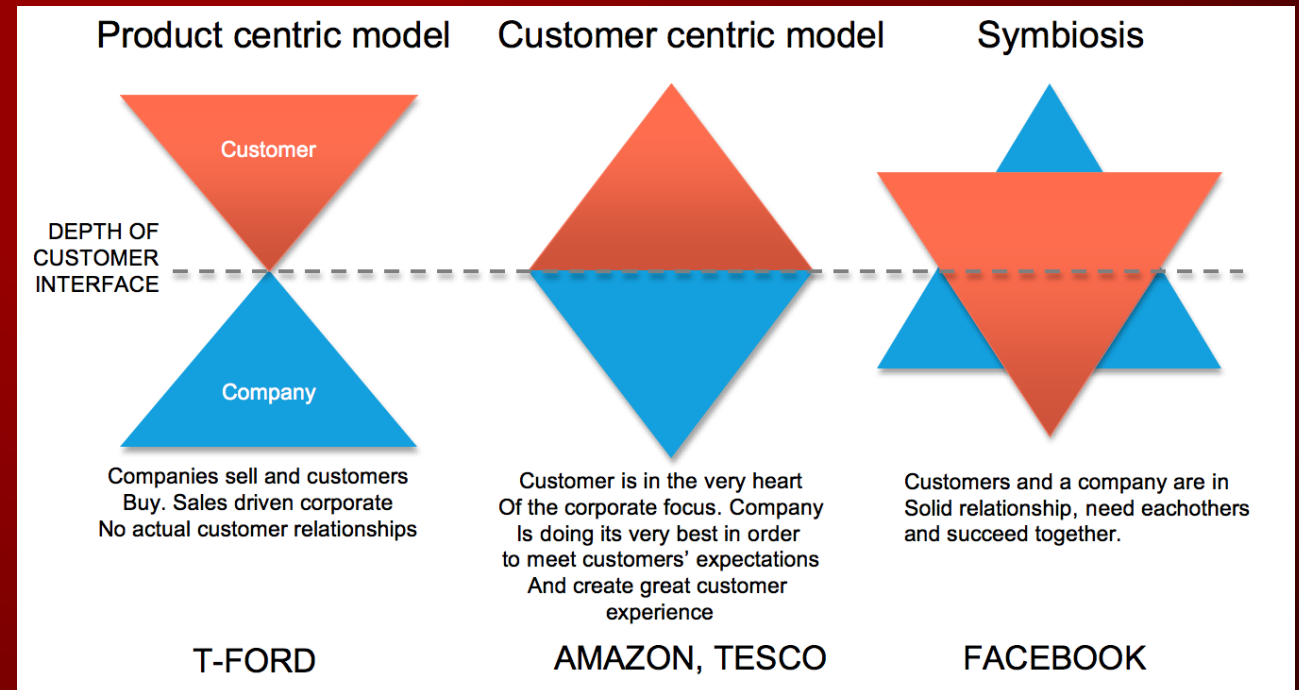 Product centric model
Customer centric model
Symbiosis
Customer
DEPTH OF
CUSTOMER
INTERFACE
Company
Companies sell and customers
Buy. Sales driven corporate
No actual customer relationships
Customer is in the very heart
Of the corporate focus. Company
Is doing its very best in order
to meet customers’ expectations
And create great customer
experience
Customers and a company are in
Solid relationship, need eachothers
and succeed together.
T-FORD
AMAZON, TESCO
FACEBOOK